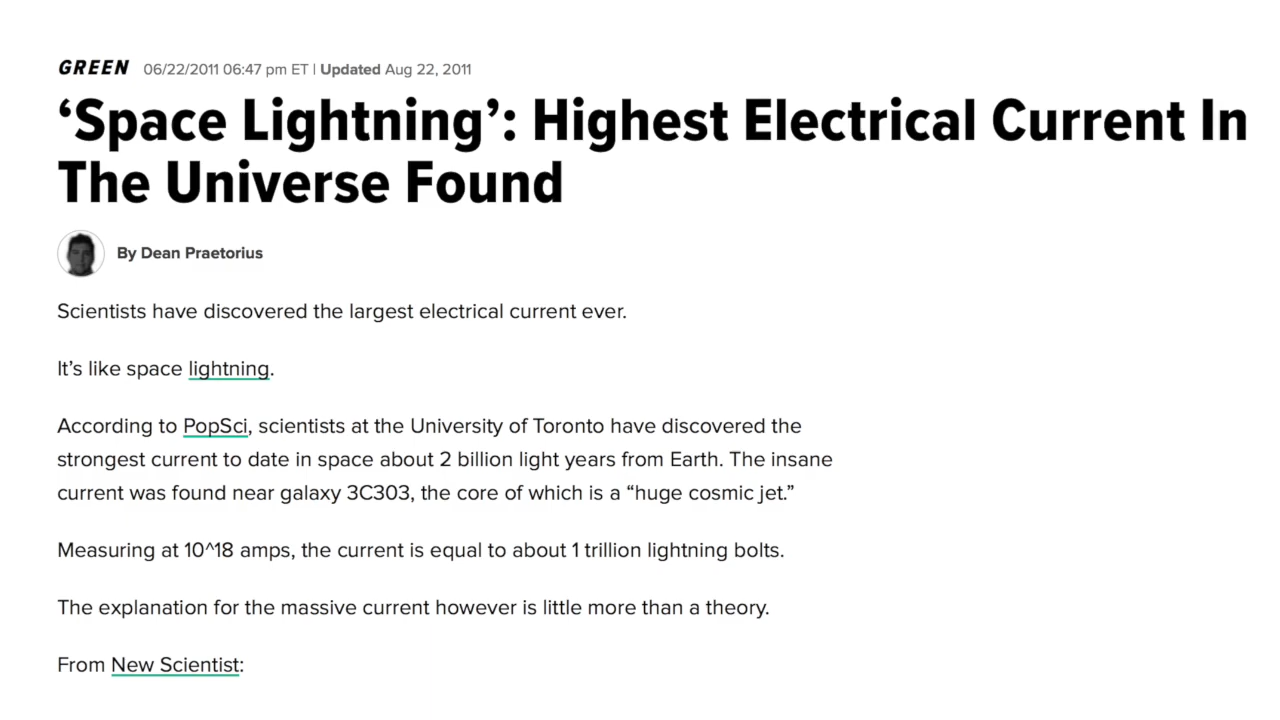 GREEN 06/22/2011 06:47 pm ET | Updated Aug 22, 2011
‘Space Lightning’: Highest Electrical Current In
The Universe Found
By Dean Praetorius
Scientists have discovered the largest electrical current ever.
It’s like space lightning.
According to PopSci, scientists at the University of Toronto have discovered the
strongest current to date in space about 2 billion light years from Earth. The insane
current was found near galaxy 3C303, the core of which is a “huge cosmic jet.”
Measuring at 10^18 amps, the current is equal to about 1 trillion lightning bolts.
The explanation for the massive current however is little more than a theory.
From New Scientist: